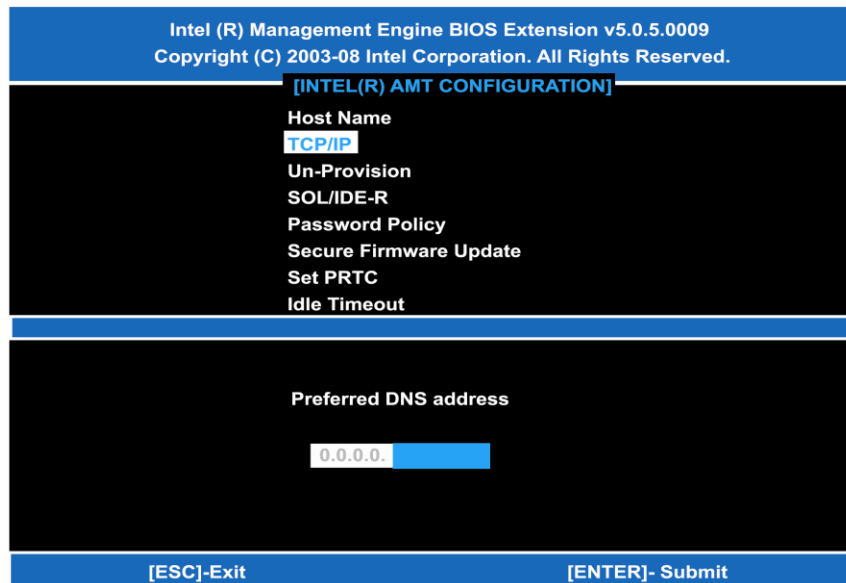 Intel (R) Management Engine BIOS Extension v5.0.5.0009
Copyright (C) 2003-08 Intel Corporation. All Rights Reserved.
[INTEL(R) AMT CONFIGURATION]
Host Name
TCP/IP
Un-Provision
SOL/IDE-R
Password Policy
Secure Firmware Update
Set PRTC
Idle Timeout
Preferred DNS address
0.0.0.0.
[ESC]-Exit
[ENTER]- Submit